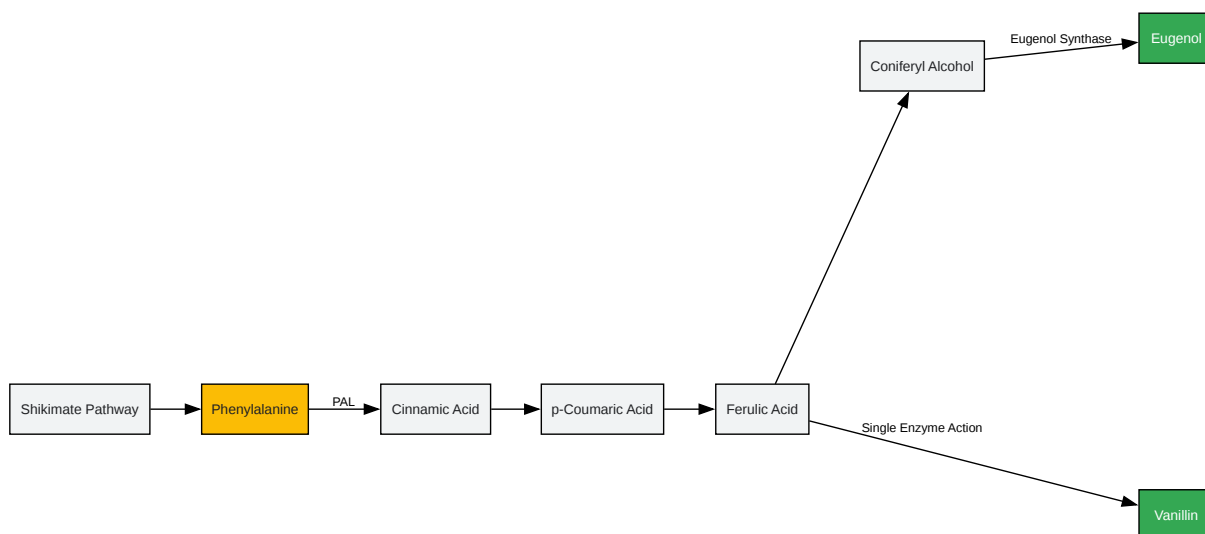 Eugenol Synthase
Eugenol
Coniferyl Alcohol
Shikimate Pathway
Phenylalanine
PAL
Cinnamic Acid
p-Coumaric Acid
Ferulic Acid
Single Enzyme Action
Vanillin